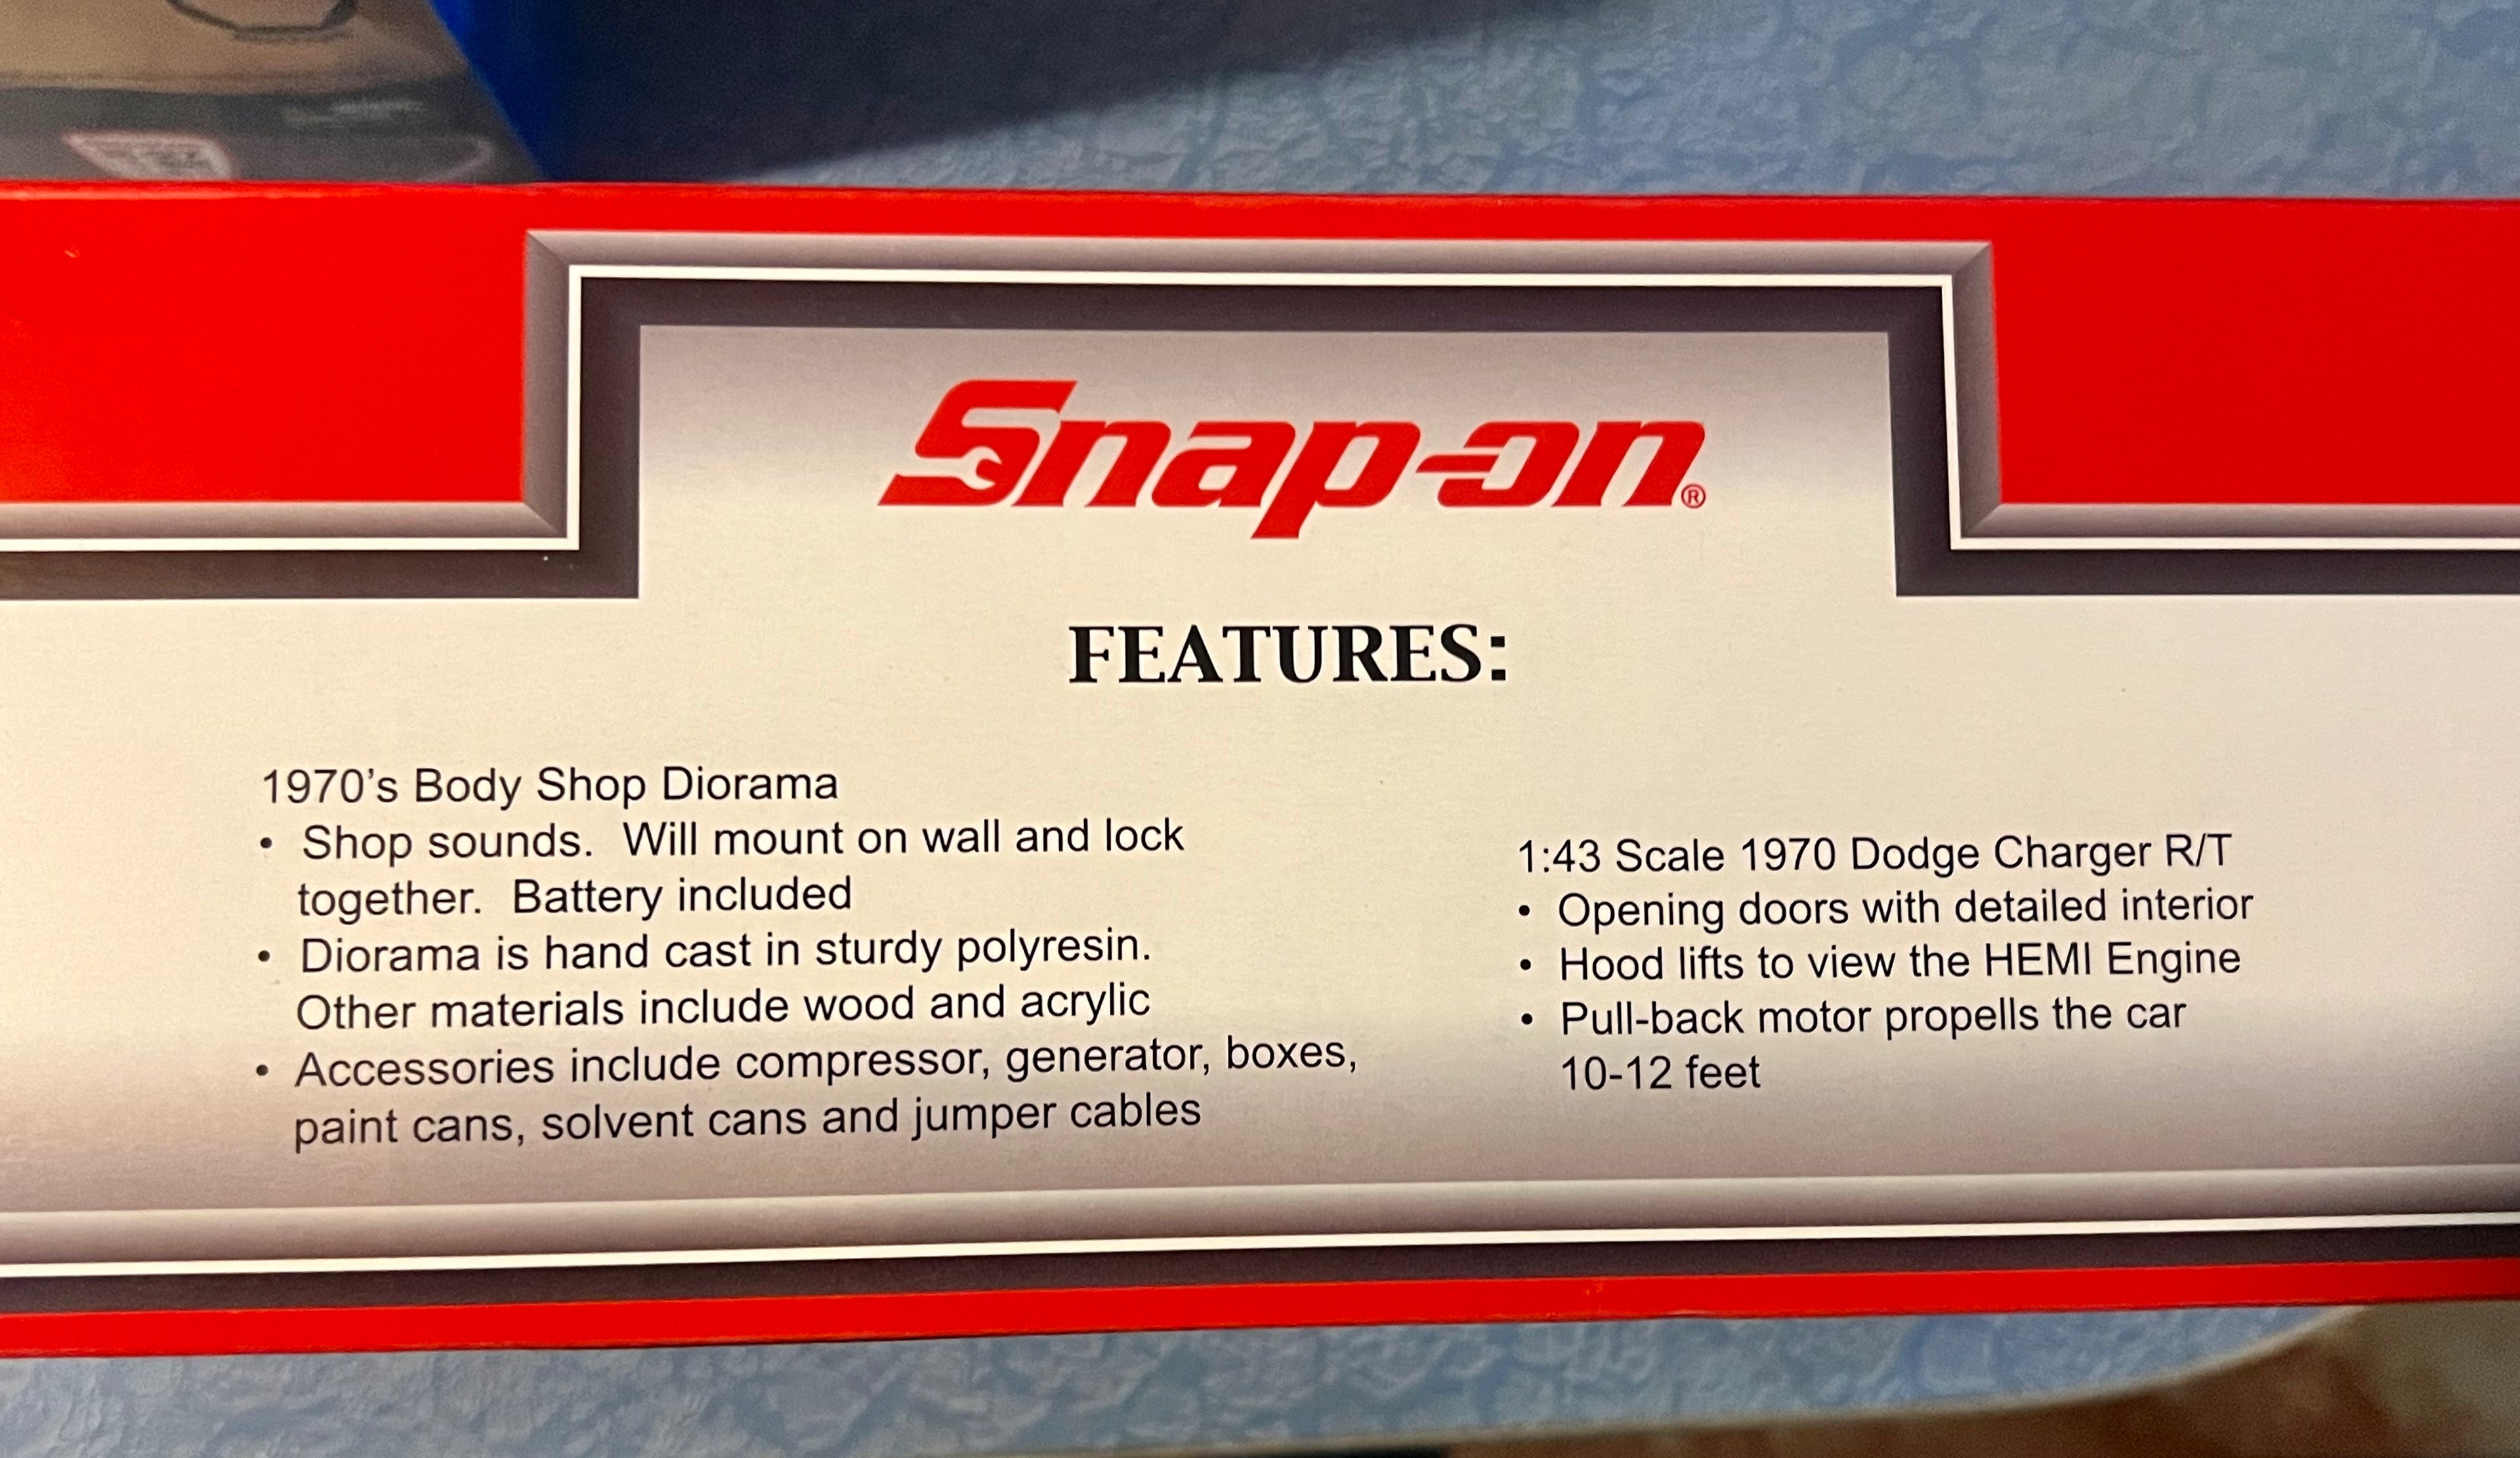 Snap-on®
FEATURES:
1970's Body Shop Diorama
• Shop sounds. Will mount on wall and lock
together. Battery included
• Diorama is hand cast in sturdy polyresin.
Other materials include wood and acrylic
• Accessories include compressor, generator, boxes,
paint cans, solvent cans and jumper cables
1:43 Scale 1970 Dodge Charger R/T
• Opening doors with detailed interior
• Hood lifts to view the HEMI Engine
• Pull-back motor propells the car
10-12 feet